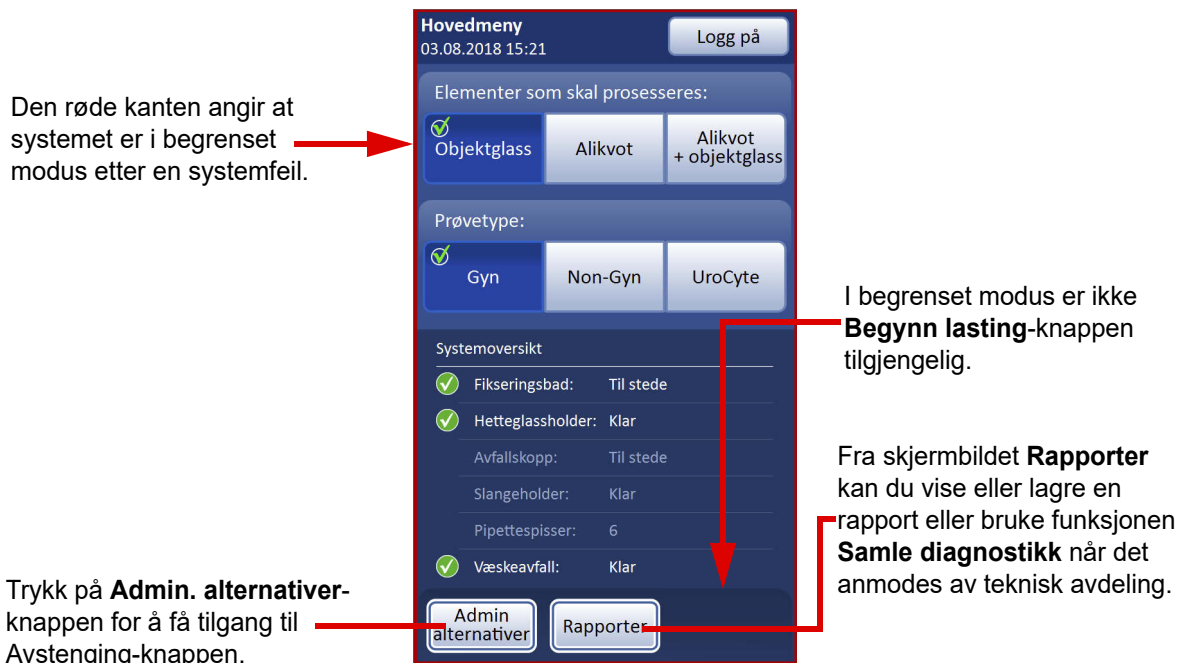 Hovedmeny
03.08.2018 15:21
Logg på
Den røde kanten angir at
systemet er i begrenset
modus etter en systemfeil.
Elementer som skal prosesseres:
Objektglass
Alikvot
Alikvot
+ objektglass
Prøvetype:
Gyn
Non-Gyn
UroCyte
I begrenset modus er ikke
Begynn lasting-knappen
tilgjengelig.
Systemoversikt
Fikseringsbad: Til stede
Hetteglassholder: Klar
Avfallskopp: Til stede
Slangeholder: Klar
Pipettespisser: 6
Væskeavfall: Klar
Fra skjermbildet Rapporter
kan du vise eller lagre en
rapport eller bruke funksjonen
Samle diagnostikk når det
anmodes av teknisk avdeling.
Trykk på Admin. alternativer-
knappen for å få tilgang til
Avstenging-knappen.
Admin
alternativer
Rapporter